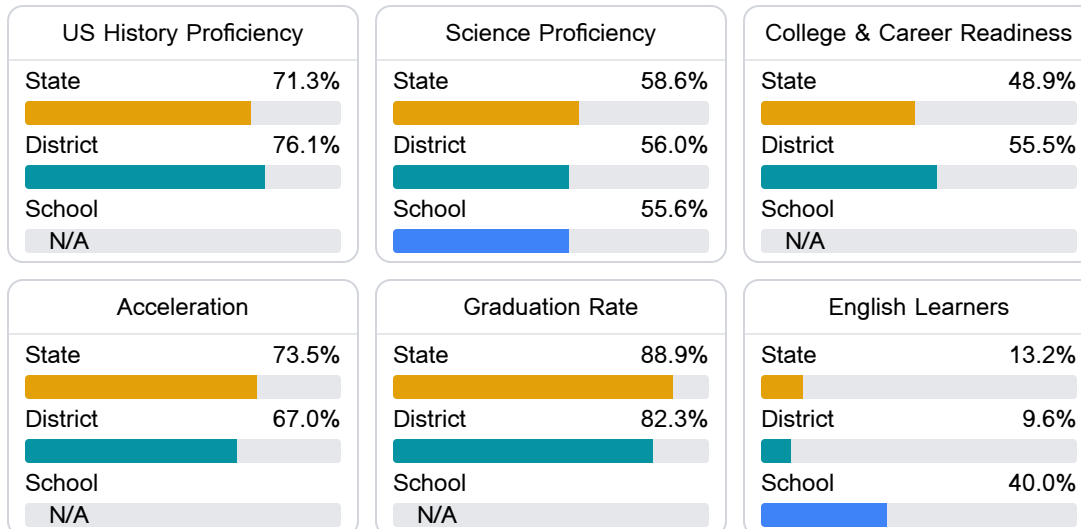 US History Proficiency
State 71.3%
District 76.1%
School
N/A
Science Proficiency
State 58.6%
District 56.0%
School 55.6%
College & Career Readiness
State 48.9%
District 55.5%
School
N/A
Acceleration
State 73.5%
District 67.0%
School
N/A
Graduation Rate
State 88.9%
District 82.3%
School
N/A
English Learners
State 13.2%
District 9.6%
School 40.0%